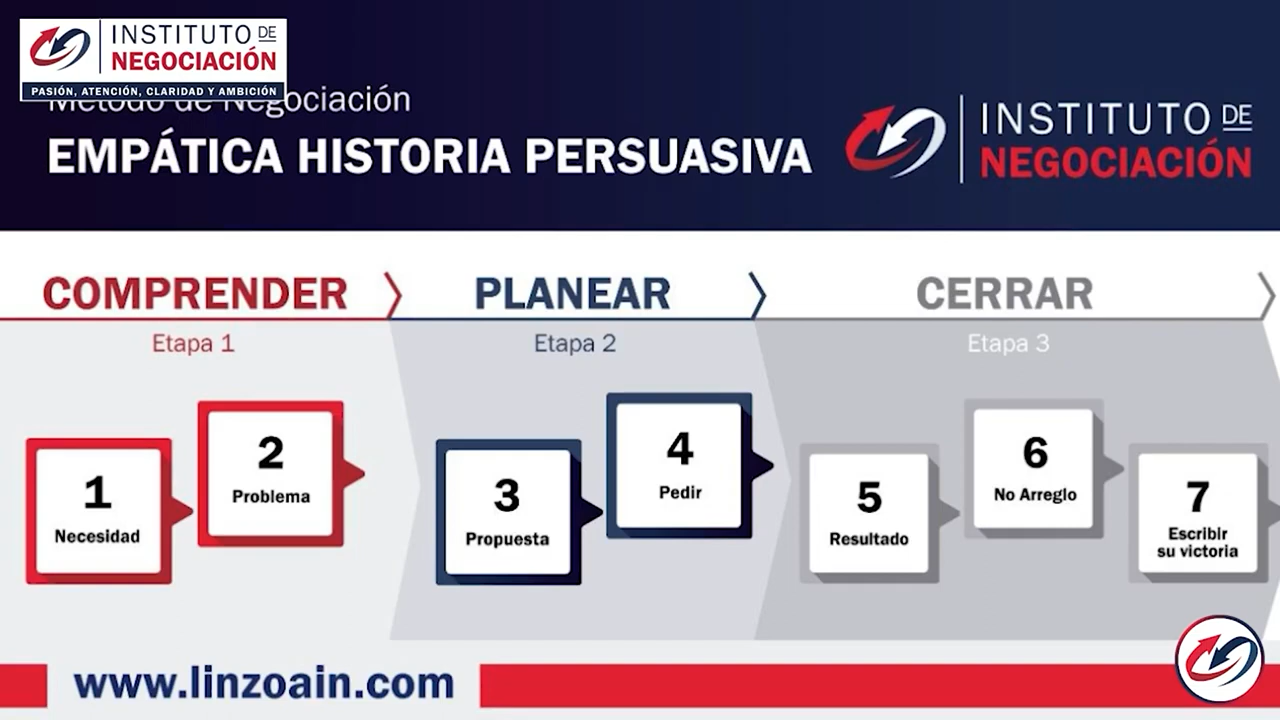 INSTITUTO DE
NEGOCIACIÓN
PASIÓN, ATENCIÓN, CLARIDAD Y AMBICIÓN
Método de Negociación
EMPÁTICA HISTORIA PERSUASIVA
INSTITUTO DE
NEGOCIACIÓN
COMPRENDER
PLANEAR
CERRAR
Etapa 1
Etapa 2
Etapa 3
1
Necesidad
2
Problema
3
Propuesta
4
Pedir
5
Resultado
6
No Arreglo
7
Escribir
su victoria
www.linzoain.com